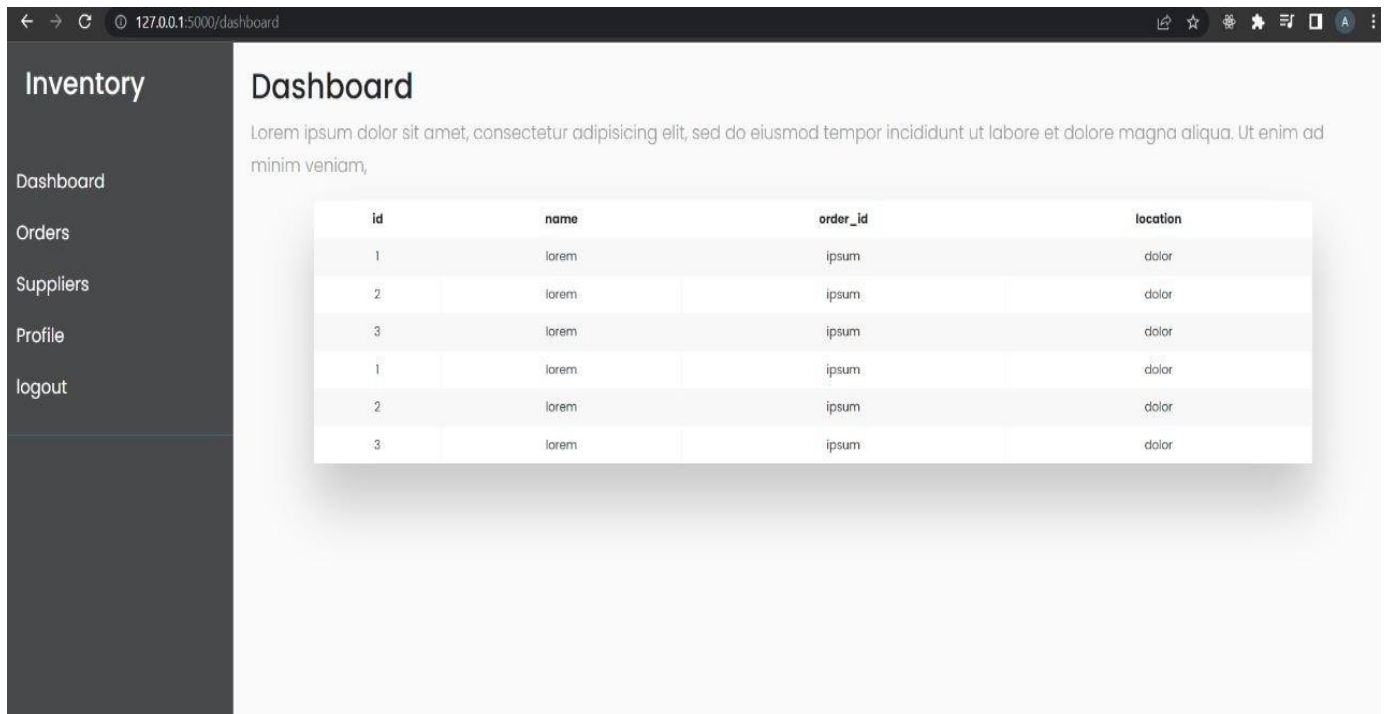 127.0.0.1:5000/dashboard
A
Inventory
Dashboard
Orders
Suppliers
Profile
logout
Dashboard
Lorem ipsum dolor sit amet, consectetur adipisicing elit, sed do eiusmod tempor incididunt ut labore et dolore magna aliqua. Ut enim ad
minim veniam,
id name order_id location
1 lorem ipsum dolor
2 lorem ipsum dolor
3 lorem ipsum dolor
1 lorem ipsum dolor
2 lorem ipsum dolor
3 lorem ipsum dolor